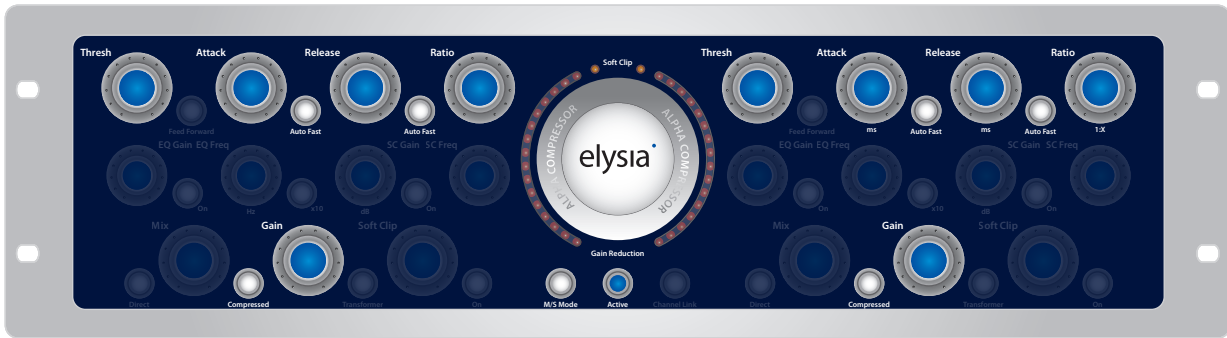 Soft Clip
Thresh Attack Release Ratio
Feed Forward Auto Fast Auto Fast
EQ Gain EQ Freq SC Gain SC Freq
On Hz x10 dB On
Mix Gain Soft Clip
Direct Compressed Transformer On
ALPHA COMPRESSOR
elysia
ALPHA COMPRESSOR
Gain Reduction
M/S Mode Active Channel Link
Thresh Attack Release Ratio
Feed Forward ms Auto Fast ms Auto Fast 1:X
EQ Gain EQ Freq SC Gain SC Freq
On Hz x10 dB On
Mix Gain Soft Clip
Direct Compressed Transformer On